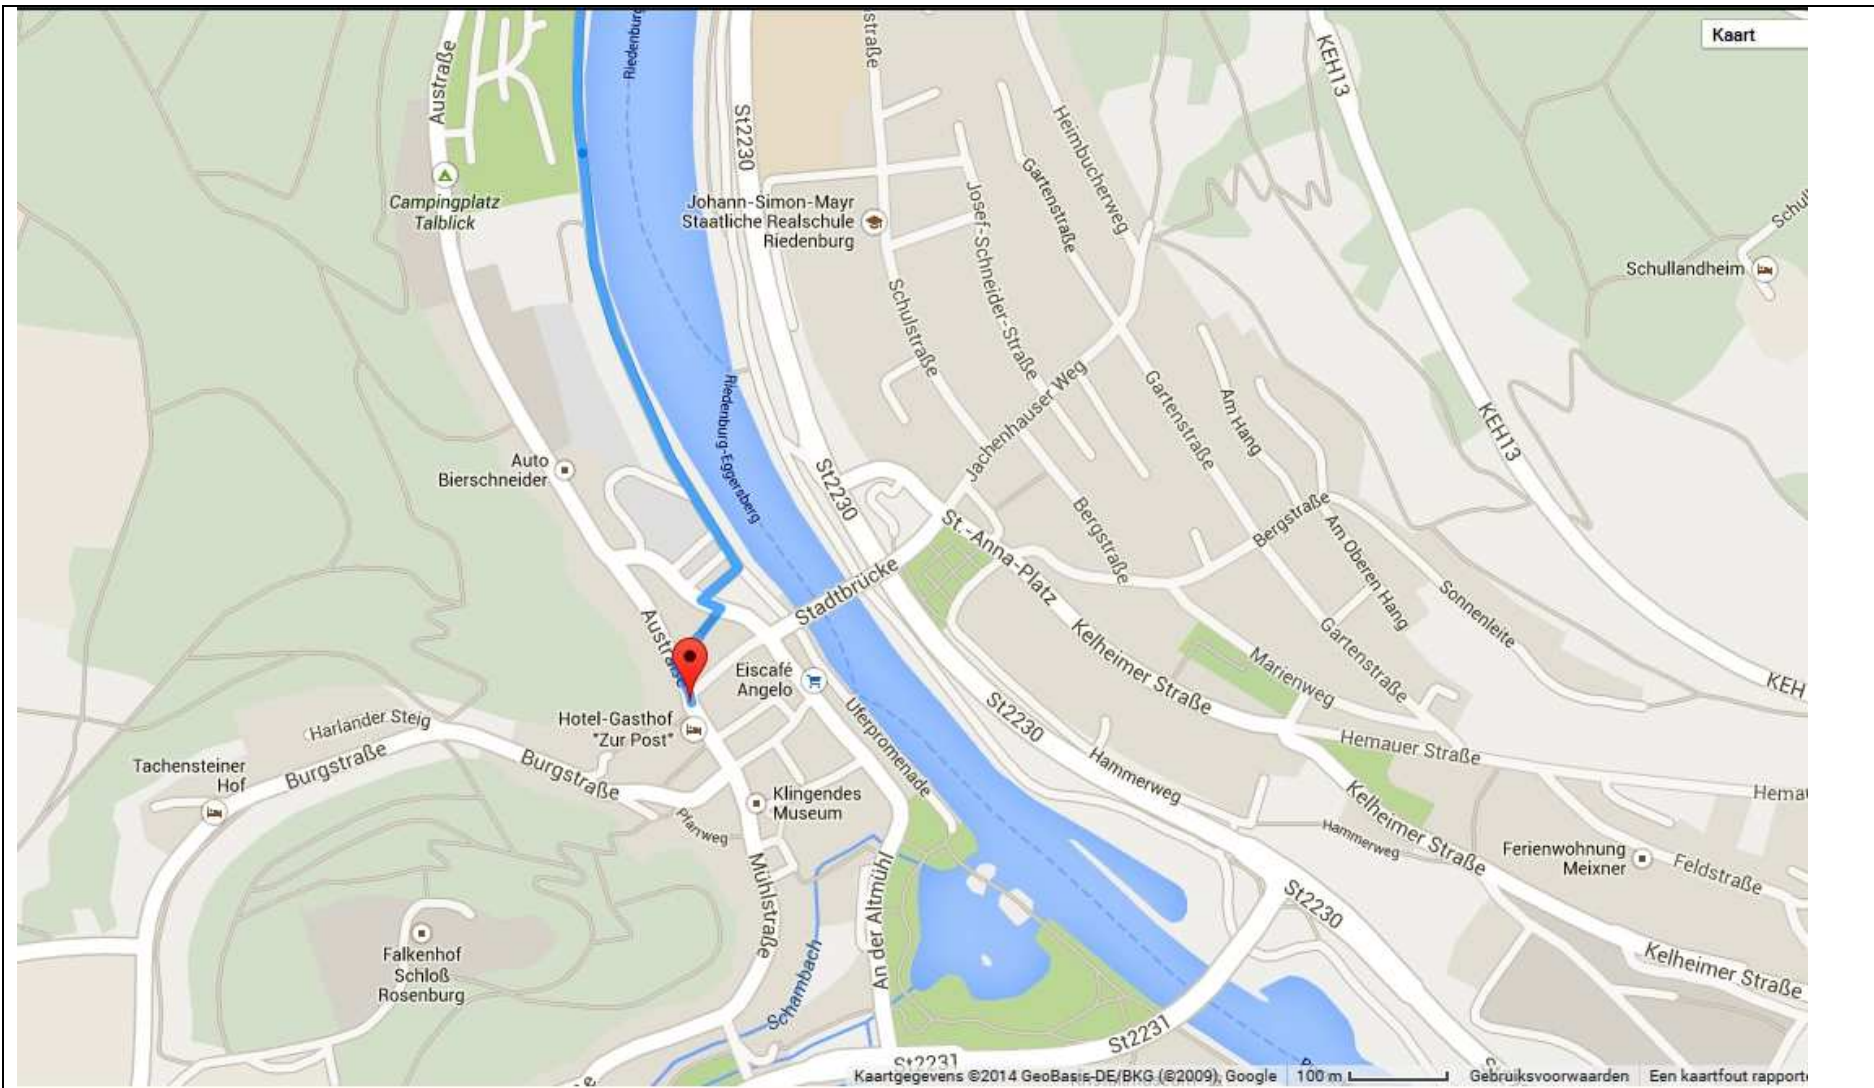 Kaart
Riedenburg
straße
KEH13
Austraße
St2230
Heimbucherweg
Campingplatz
Talblick
Johann-Simon-Mayr
Staatliche Realschule
Riedenburg
Gartenstraße
Josef-Schneider-Straße
Schul
Schullandheim
Schulstraße
Riedenburg-Eggersberg
Jachenhauser Weg
Gartenstraße
Am Hang
KEH13
Auto
Bierschneider
St2230
Bergstraße
Bergstraße
St.-Anna-Platz
Am Oberen Hang
Stadtbrücke
Sonnenleite
Austraße
Kelheimer Straße
Gartenstraße
Marienweg
KEH
Eiscafé
Angelo
Uferpromenade
St2230
Hotel-Gasthof
"Zur Post"
Harlander Steig
Burgstraße
Burgstraße
Hemauer Straße
Tachensteiner
Hof
Hammerweg
Hemau
Klingendes
Museum
Pfarrweg
Kelheimer Straße
Hammerweg
Ferienwohnung
Meixner
Feldstraße
Mühlstraße
An der Altmühl
St2230
Falkenhof
Schloß
Rosenburg
Schambach
Kelheimer Straße
St2231
St2231
Kaartgegevens ©2014 GeoBasis-DE/BKG (©2009), Google
100 m
Gebruiksvoorwaarden
Een kaartfout rapporte